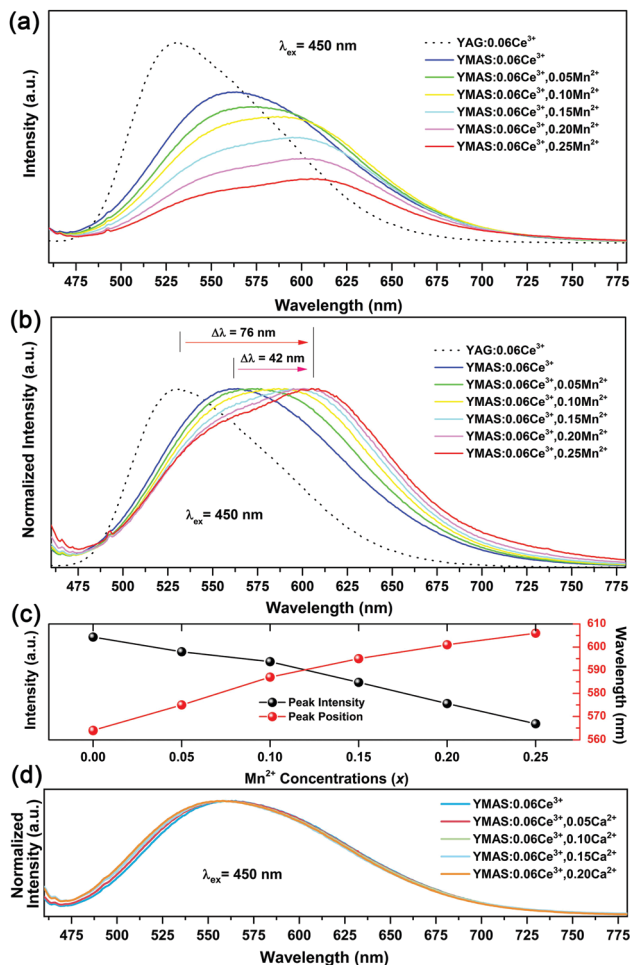 (a)
λex= 450 nm
YAG:0.06Ce³⁺
YMAS:0.06Ce³⁺
YMAS:0.06Ce³⁺,0.05Mn²⁺
YMAS:0.06Ce³⁺,0.10Mn²⁺
YMAS:0.06Ce³⁺,0.15Mn²⁺
YMAS:0.06Ce³⁺,0.20Mn²⁺
YMAS:0.06Ce³⁺,0.25Mn²⁺
Intensity (a.u.)
475 500 525 550 575 600 625 650 675 700 725 750 775
Wavelength (nm)
(b)
Δλ = 76 nm
Δλ = 42 nm
YAG:0.06Ce³⁺
YMAS:0.06Ce³⁺
YMAS:0.06Ce³⁺,0.05Mn²⁺
YMAS:0.06Ce³⁺,0.10Mn²⁺
YMAS:0.06Ce³⁺,0.15Mn²⁺
YMAS:0.06Ce³⁺,0.20Mn²⁺
YMAS:0.06Ce³⁺,0.25Mn²⁺
λex= 450 nm
Normalized Intensity (a.u.)
475 500 525 550 575 600 625 650 675 700 725 750 775
Wavelength (nm)
(c)
Intensity (a.u.)
Peak Intensity
Peak Position
610
600
590
580
570
560
Wavelength (nm)
0.00 0.05 0.10 0.15 0.20 0.25
Mn²⁺ Concentrations (x)
(d)
λex= 450 nm
YMAS:0.06Ce³⁺
YMAS:0.06Ce³⁺,0.05Ca²⁺
YMAS:0.06Ce³⁺,0.10Ca²⁺
YMAS:0.06Ce³⁺,0.15Ca²⁺
YMAS:0.06Ce³⁺,0.20Ca²⁺
Normalized
Intensity (a.u.)
475 500 525 550 575 600 625 650 675 700 725 750 775
Wavelength (nm)